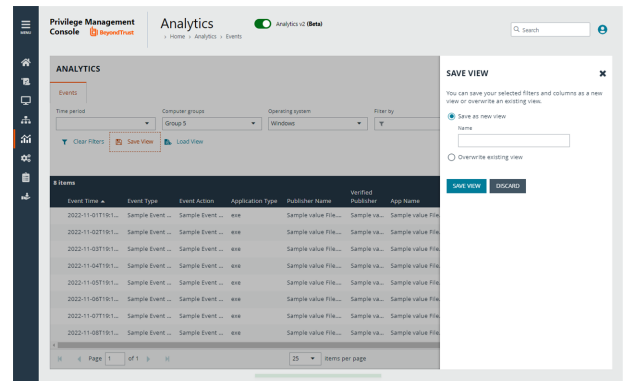 MENU
Privilege Management
Console BeyondTrust
Analytics
Analytics v2 (Beta)
› Home › Analytics › Events
Search
ANALYTICS
Events
Time period
Computer groups
Operating system
Filter by
Group 5
Windows
Clear Filters
Save View
Load View
8 items
Event Time
Event Type
Event Action
Application Type
Publisher Name
Verified
Publisher
App Name
2022-11-01T19:1... Sample Event ... Sample Event ... exe Sample value File.... Sample va... Sample value File.
2022-11-02T19:1... Sample Event ... Sample Event ... exe Sample value File.... Sample va... Sample value File.
2022-11-03T19:1... Sample Event ... Sample Event ... exe Sample value File.... Sample va... Sample value File.
2022-11-04T19:1... Sample Event ... Sample Event ... exe Sample value File.... Sample va... Sample value File.
2022-11-05T19:1... Sample Event ... Sample Event ... exe Sample value File.... Sample va... Sample value File.
2022-11-06T19:1... Sample Event ... Sample Event ... exe Sample value File.... Sample va... Sample value File.
2022-11-07T19:1... Sample Event ... Sample Event ... exe Sample value File.... Sample va... Sample value File.
2022-11-08T19:1... Sample Event ... Sample Event ... exe Sample value File.... Sample va... Sample value File.
Page 1 of 1
25 items per page
SAVE VIEW
You can save your selected filters and columns as a new
view or overwrite an existing view.
Save as new view
Name
Overwrite existing view
SAVE VIEW
DISCARD